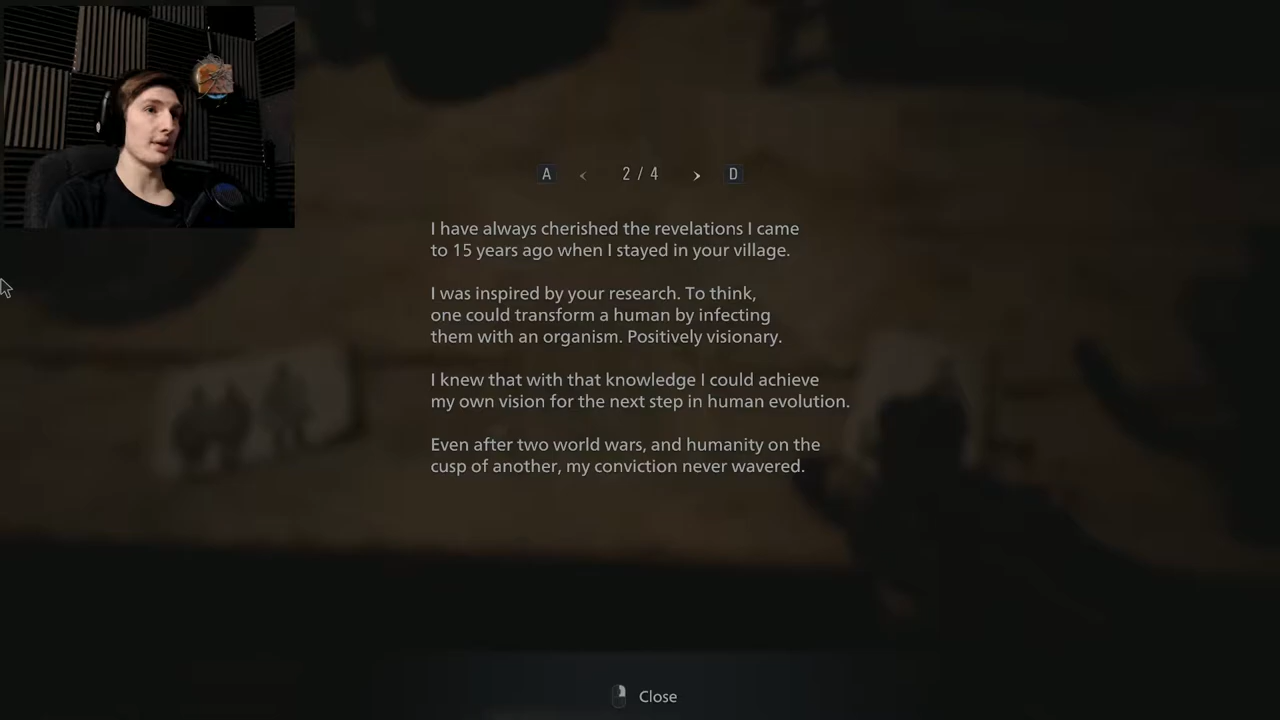 A < 2 / 4 > D
I have always cherished the revelations I came
to 15 years ago when I stayed in your village.
I was inspired by your research. To think,
one could transform a human by infecting
them with an organism. Positively visionary.
I knew that with that knowledge I could achieve
my own vision for the next step in human evolution.
Even after two world wars, and humanity on the
cusp of another, my conviction never wavered.
Close